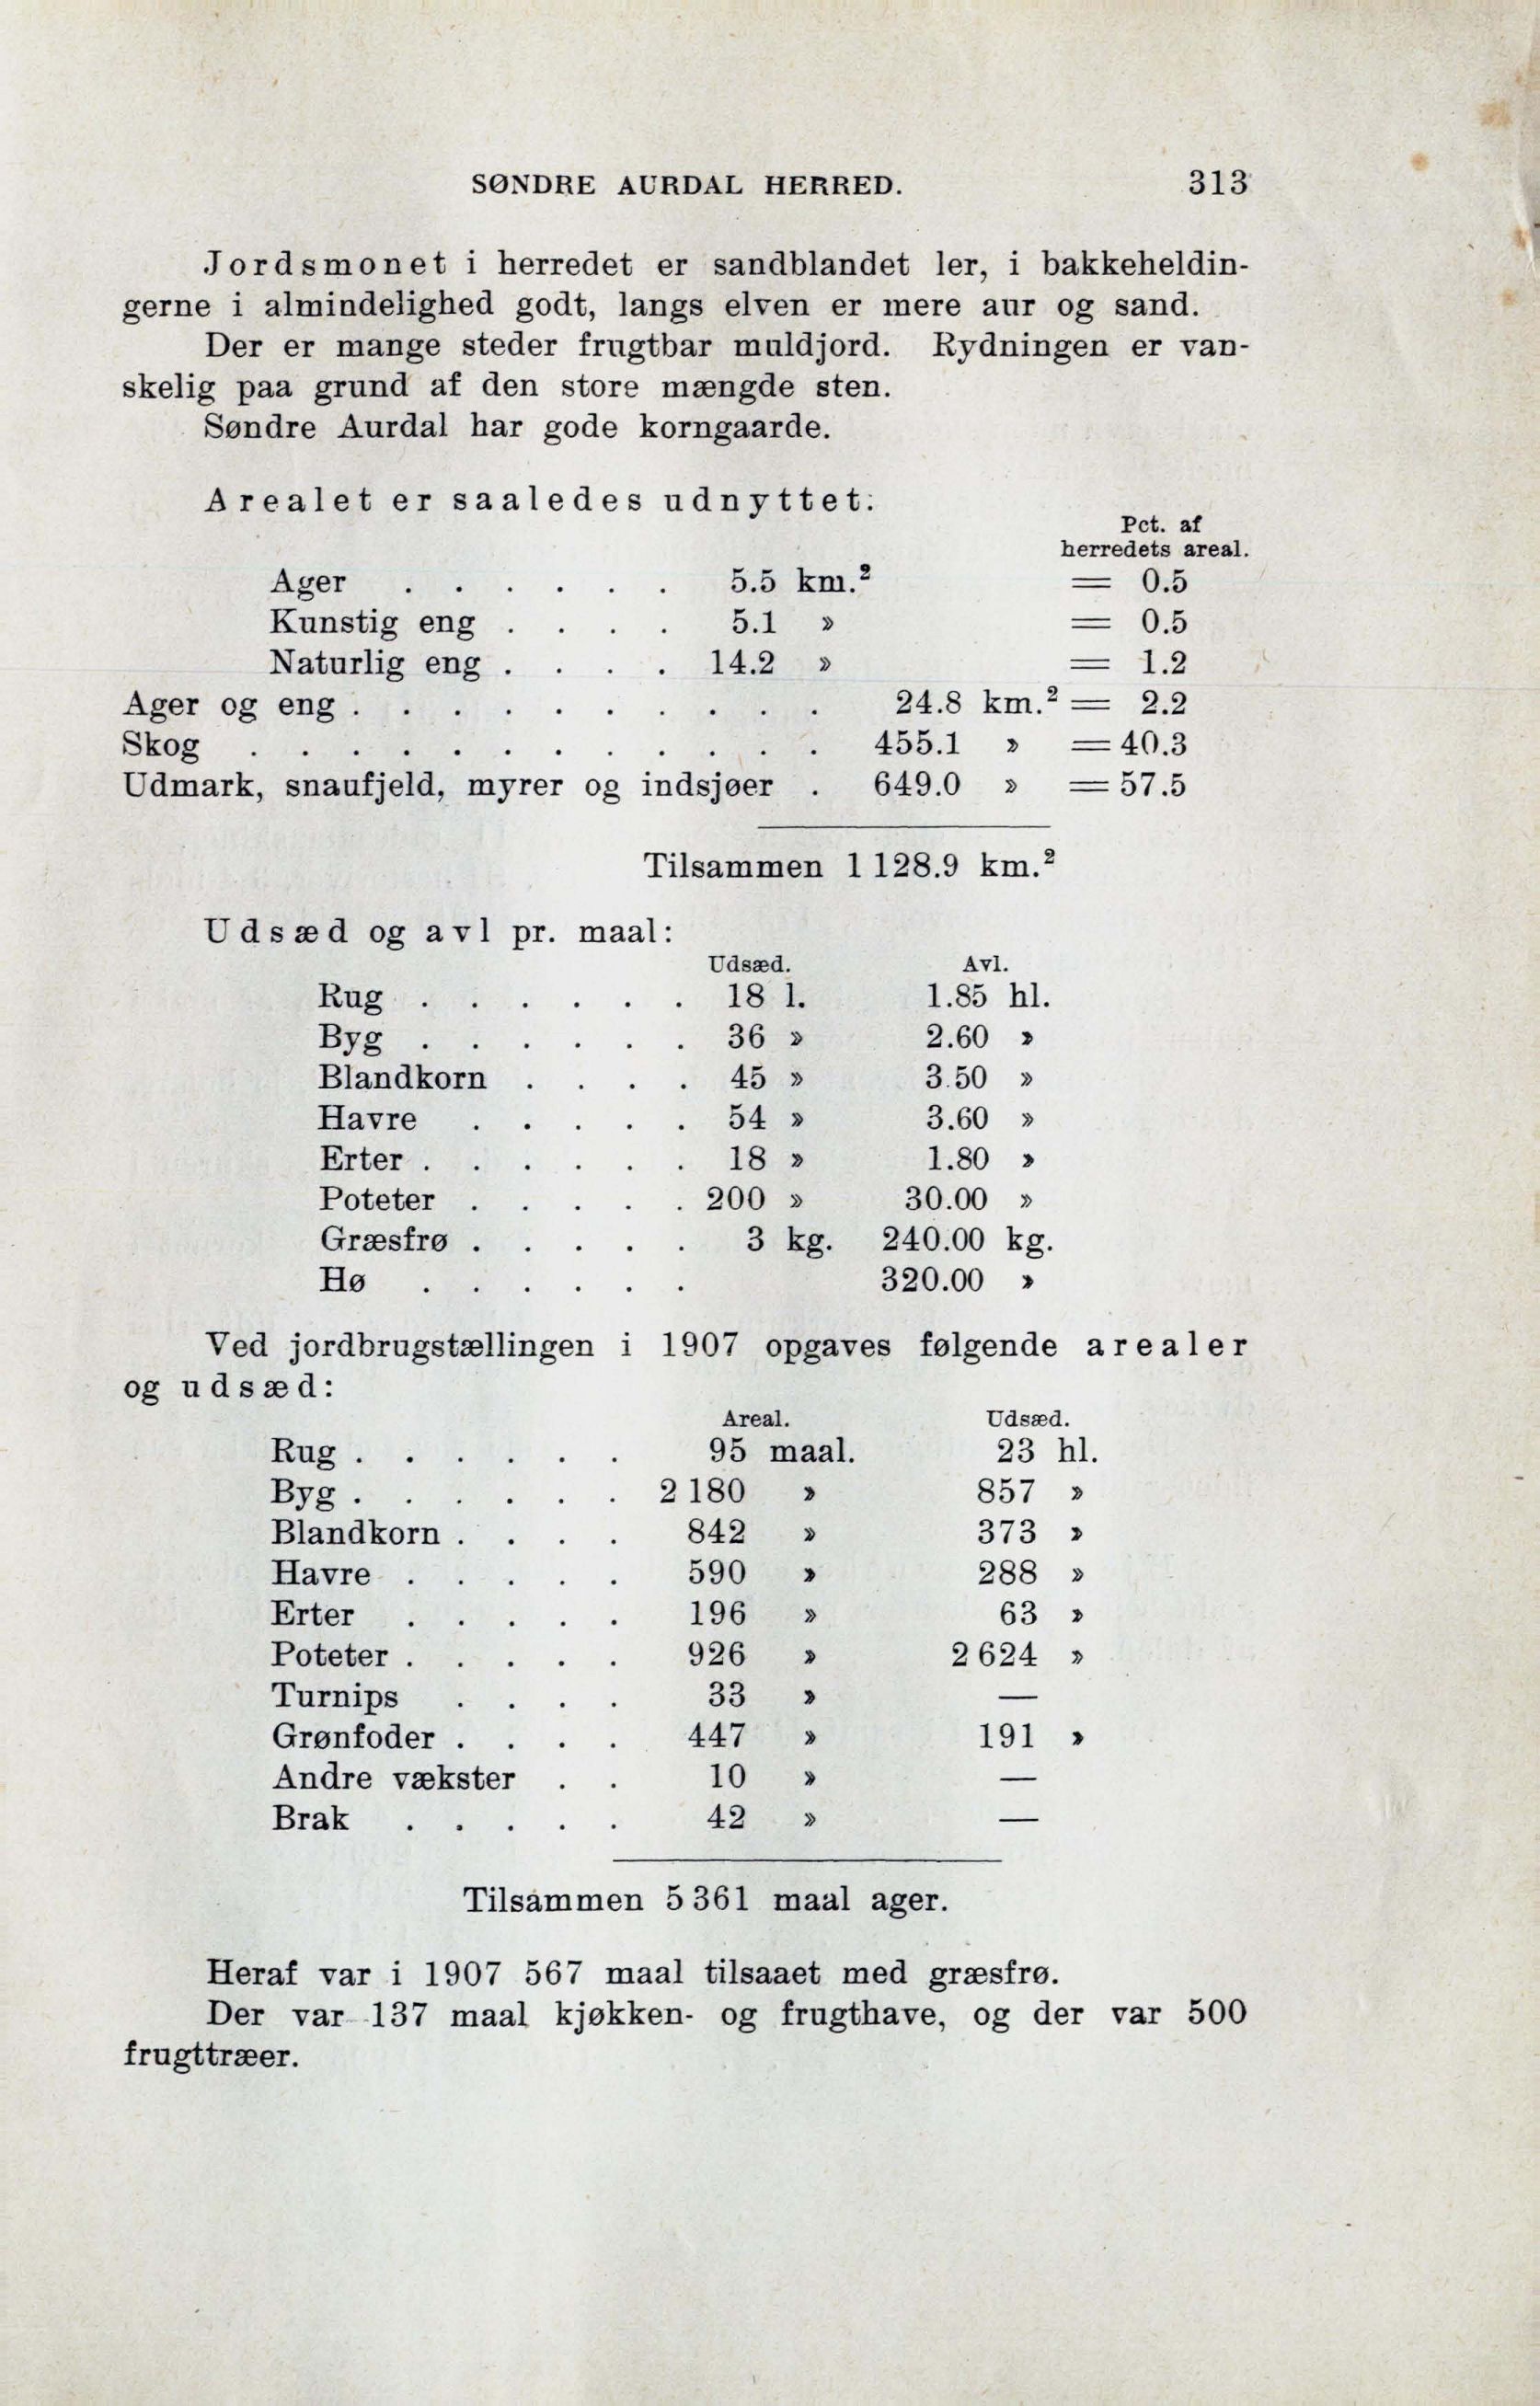 SØNDRE AURDAL HERRED. 313
Jordsmonet i herredet er sandblandet ler, i bakkeheldin-
gerne i almindelighed godt, langs elven er mere aur og sand.
Der er mange steder frugtbar muldjord. Rydningen er van-
skelig paa grund af den store mængde sten.
Søndre Aurdal har gode korngaarde.
Arealet er saaledes udnyttet:
Pct. af
herredets areal.
Ager . . . . . . 5.5 km.² = 0.5
Kunstig eng . . . . 5.1 » = 0.5
Naturlig eng . . . . 14.2 » = 1.2
Ager og eng . . . . . . . . . . 24.8 km.² = 2.2
Skog . . . . . . . . . . . . 455.1 » = 40.3
Udmark, snaufjeld, myrer og indsjøer . 649.0 » = 57.5
Tilsammen 1 128.9 km.²
Udsæd og avl pr. maal:
Udsæd. Avl.
Rug . . . . . . 18 l. 1.85 hl.
Byg . . . . . . 36 » 2.60 »
Blandkorn . . . . 45 » 3.50 »
Havre . . . . . 54 » 3.60 »
Erter . . . . . . 18 » 1.80 »
Poteter . . . . . 200 » 30.00 »
Græsfrø . . . . . 3 kg. 240.00 kg.
Hø . . . . . . 320.00 »
Ved jordbrugstællingen i 1907 opgaves følgende arealer
og udsæd:
Areal. Udsæd.
Rug . . . . . . 95 maal. 23 hl.
Byg . . . . . . 2 180 » 857 »
Blandkorn . . . . 842 » 373 »
Havre . . . . . 590 » 288 »
Erter . . . . . 196 » 63 »
Poteter . . . . . 926 » 2 624 »
Turnips . . . . 33 » —
Grønfoder . . . . 447 » 191 »
Andre vækster . . 10 » —
Brak . . . . . 42 » —
Tilsammen 5 361 maal ager.
Heraf var i 1907 567 maal tilsaaet med græsfrø.
Der var 137 maal kjøkken- og frugthave, og der var 500
frugttræer.